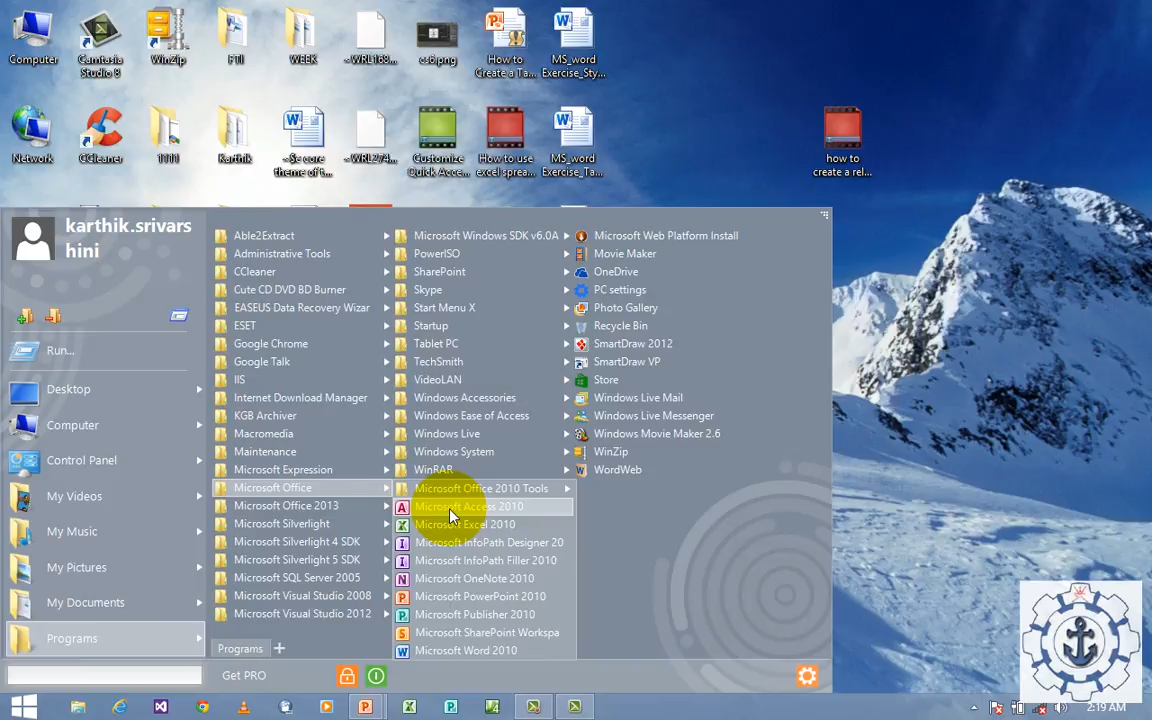 Computer
Camtasia
Studio 8
WinZip
FTI
WEEK
~WRL163...
cs6.png
How to
Create a Ta...
MS_word
Exercise_Sty...
Network
CCleaner
1111
Karthik
~$c core
theme of t...
~WRL274...
Customize
Quick Acce...
How to use
excel sprea...
MS_word
Exercise_Ta...
how to
create a rel...
karthik.srivars
hini
Run...
Desktop
Computer
Control Panel
My Videos
My Music
My Pictures
My Documents
Programs
Able2Extract
Administrative Tools
CCleaner
Cute CD DVD BD Burner
EASEUS Data Recovery Wizar
ESET
Google Chrome
Google Talk
IIS
Internet Download Manager
KGB Archiver
Macromedia
Maintenance
Microsoft Expression
Microsoft Office
Microsoft Office 2013
Microsoft Silverlight
Microsoft Silverlight 4 SDK
Microsoft Silverlight 5 SDK
Microsoft SQL Server 2005
Microsoft Visual Studio 2008
Microsoft Visual Studio 2012
Microsoft Windows SDK v6.0A
PowerISO
SharePoint
Skype
Start Menu X
Startup
Tablet PC
TechSmith
VideoLAN
Windows Accessories
Windows Ease of Access
Windows Live
Windows System
WinRAR
Microsoft Office 2010 Tools
Microsoft Access 2010
Microsoft Excel 2010
Microsoft InfoPath Designer 20
Microsoft InfoPath Filler 2010
Microsoft OneNote 2010
Microsoft PowerPoint 2010
Microsoft Publisher 2010
Microsoft SharePoint Workspa
Microsoft Word 2010
Microsoft Web Platform Install
Movie Maker
OneDrive
PC settings
Photo Gallery
Recycle Bin
SmartDraw 2012
SmartDraw VP
Store
Windows Live Mail
Windows Live Messenger
Windows Movie Maker 2.6
WinZip
WordWeb
Programs
Get PRO
2:19 AM